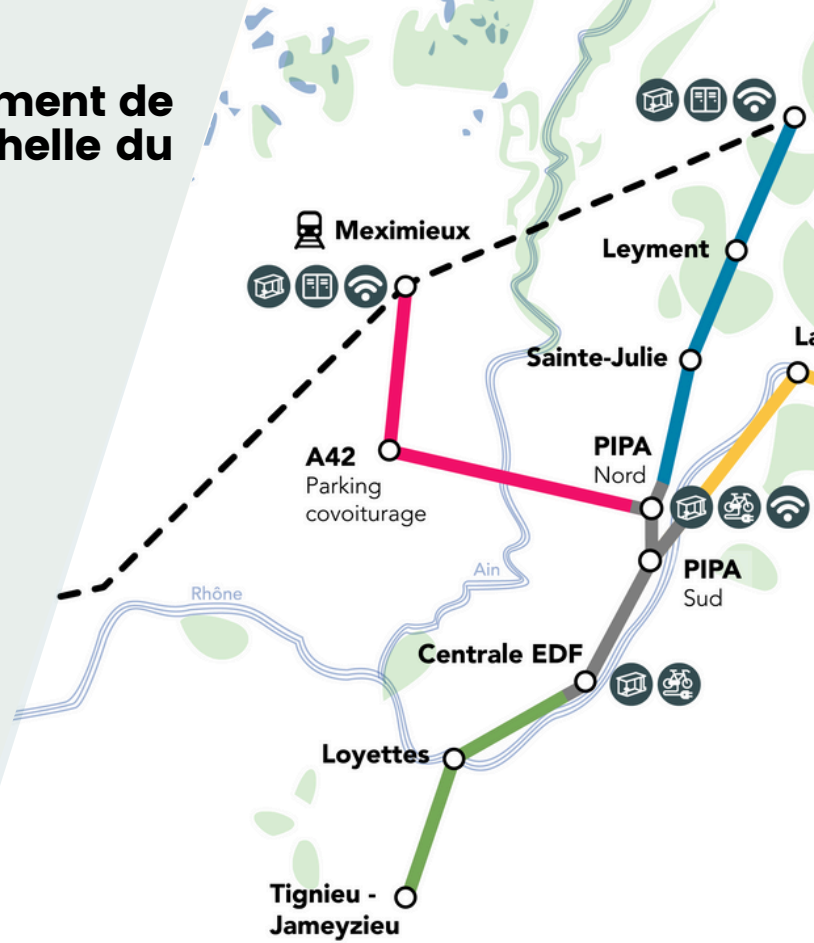 ment de
helle du
Meximieux
Leyment
Sainte-Julie
La
A42
Parking
covoiturage
PIPA
Nord
Ain
PIPA
Sud
Rhône
Centrale EDF
Loyettes
Tignieu -
Jameyzieu